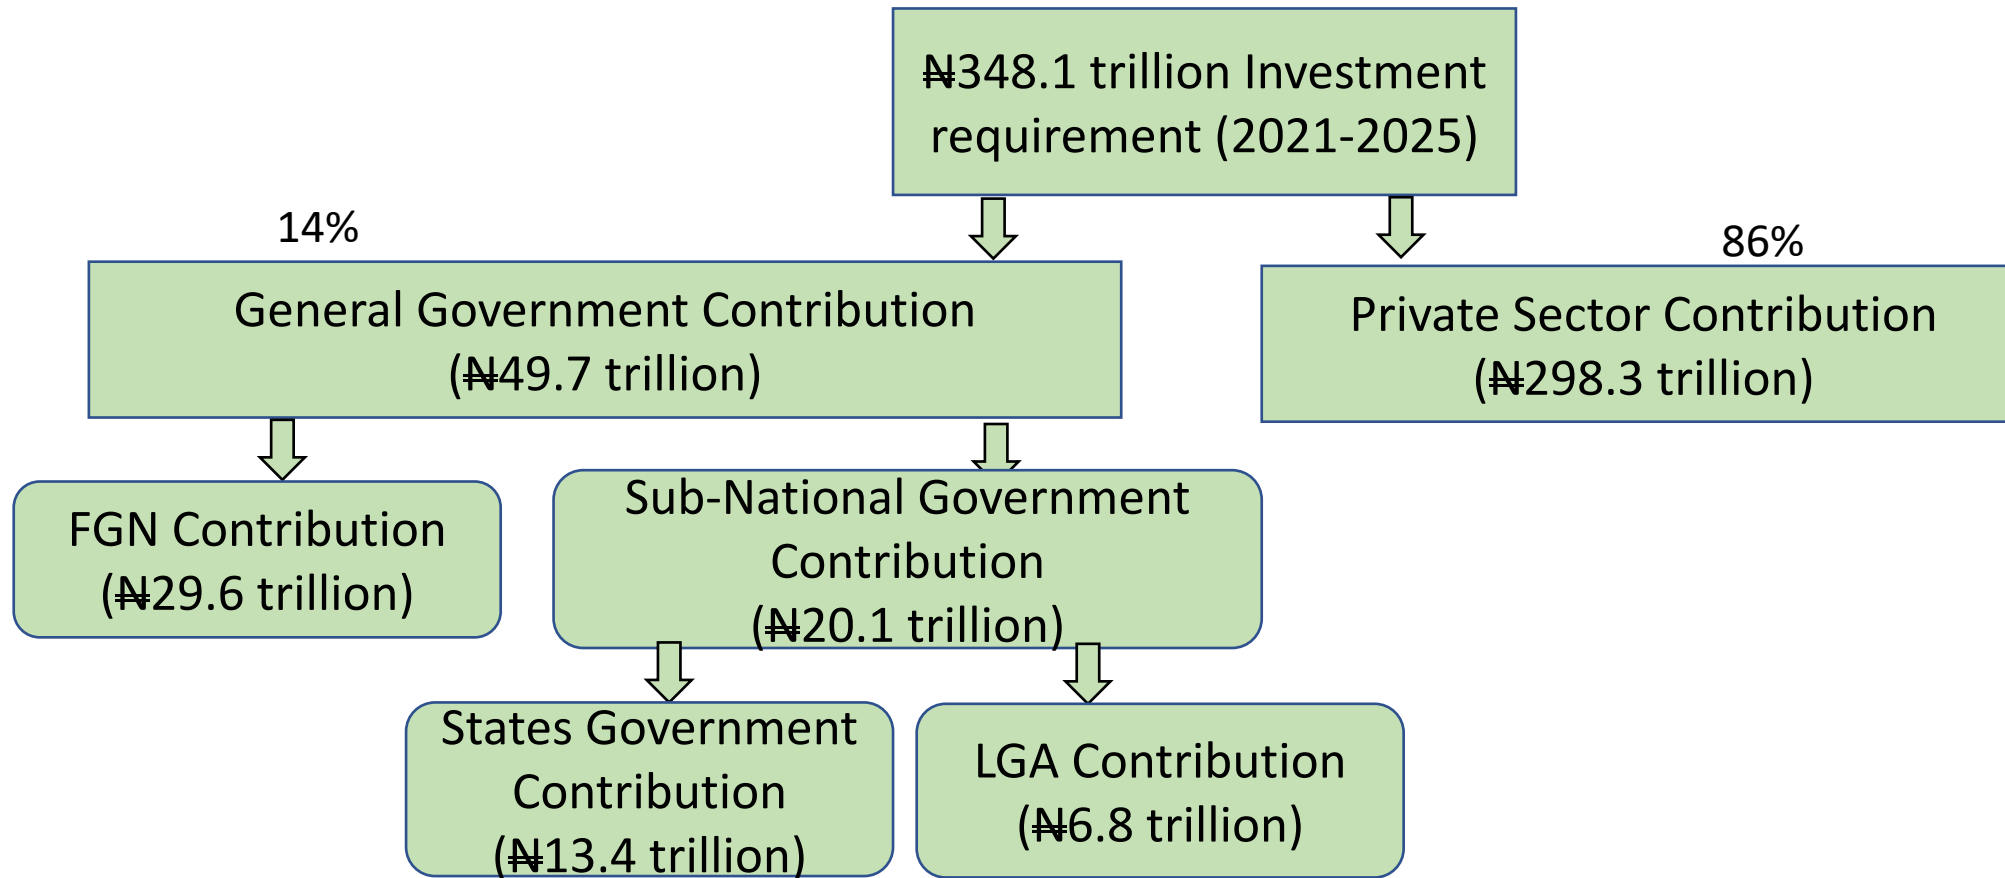 ₦348.1 trillion Investment
requirement (2021-2025)
14%
86%
General Government Contribution
(₦49.7 trillion)
Private Sector Contribution
(₦298.3 trillion)
FGN Contribution
(₦29.6 trillion)
Sub-National Government
Contribution
(₦20.1 trillion)
States Government
Contribution
(₦13.4 trillion)
LGA Contribution
(₦6.8 trillion)